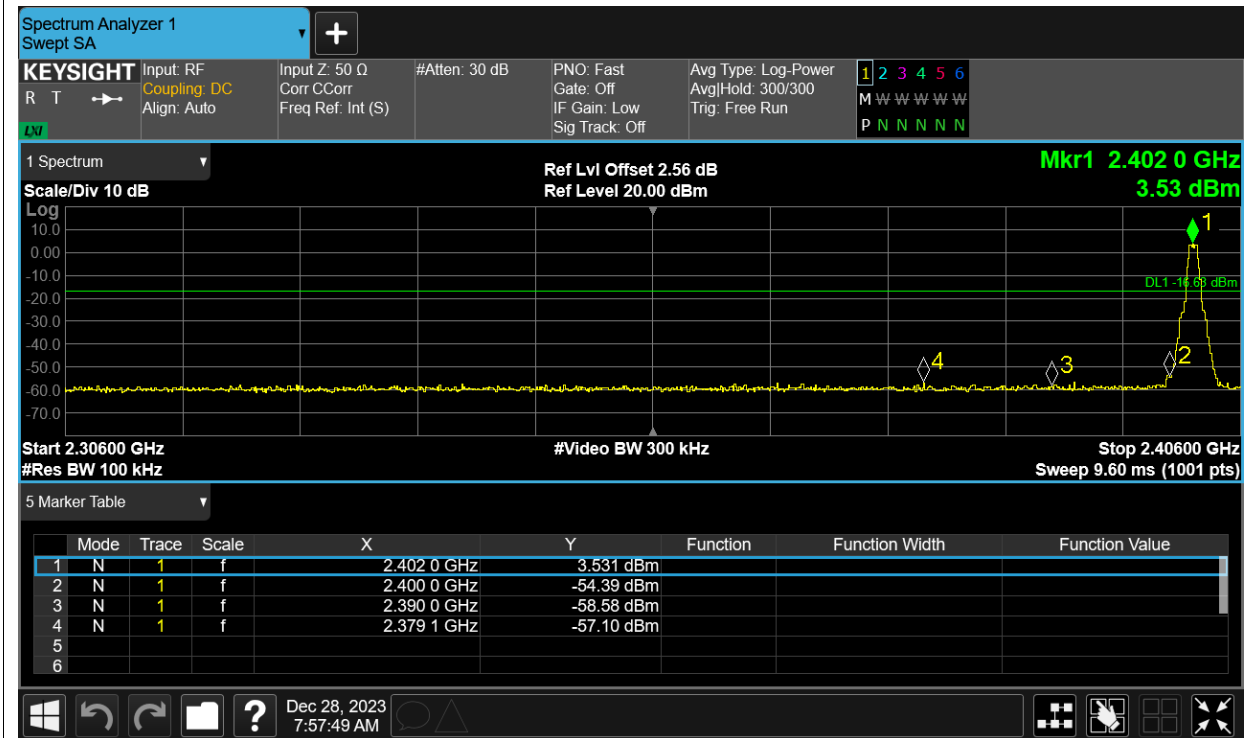 Spectrum Analyzer 1
Swept SA
+
KEYSIGHT
R T
LXI
Input: RF
Coupling: DC
Align: Auto
Input Z: 50 Ω
Corr CCorr
Freq Ref: Int (S)
#Atten: 30 dB
PNO: Fast
Gate: Off
IF Gain: Low
Sig Track: Off
Avg Type: Log-Power
Avg|Hold: 300/300
Trig: Free Run
1 2 3 4 5 6
M W W W W W
P N N N N N
1 Spectrum
Ref Lvl Offset 2.56 dB
Mkr1 2.402 0 GHz
Scale/Div 10 dB
Ref Level 20.00 dBm
3.53 dBm
Log
10.0
0.00
-10.0
-20.0
-30.0
-40.0
-50.0
-60.0
-70.0
1
DL1 -16.63 dBm
4
3
2
Start 2.30600 GHz
#Video BW 300 kHz
Stop 2.40600 GHz
#Res BW 100 kHz
Sweep 9.60 ms (1001 pts)
5 Marker Table
Mode Trace Scale X Y Function Function Width Function Value
1 N 1 f 2.402 0 GHz 3.531 dBm
2 N 1 f 2.400 0 GHz -54.39 dBm
3 N 1 f 2.390 0 GHz -58.58 dBm
4 N 1 f 2.379 1 GHz -57.10 dBm
5
6
?
Dec 28, 2023
7:57:49 AM